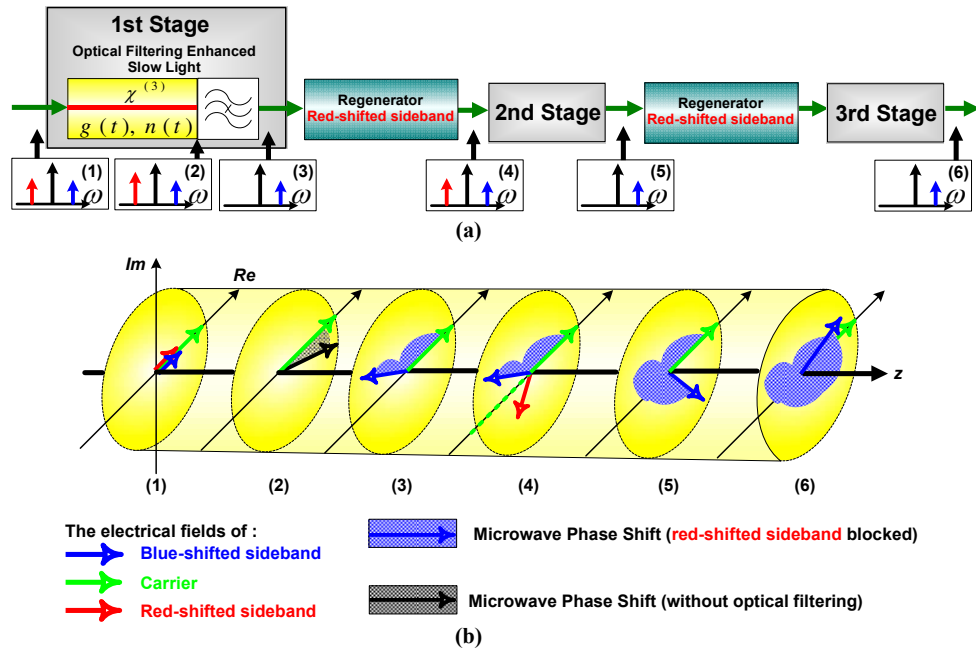 (a)
1st Stage
Optical Filtering Enhanced
Slow Light
χ (3)
g (t), n (t)
Regenerator
Red-shifted sideband
2nd Stage
Regenerator
Red-shifted sideband
3rd Stage
(1)
ω
(2)
ω
(3)
ω
(4)
ω
(5)
ω
(6)
ω
(a)
Im
Re
z
(1)
(2)
(3)
(4)
(5)
(6)
The electrical fields of :
Blue-shifted sideband
Carrier
Red-shifted sideband
Microwave Phase Shift (red-shifted sideband blocked)
Microwave Phase Shift (without optical filtering)
(b)